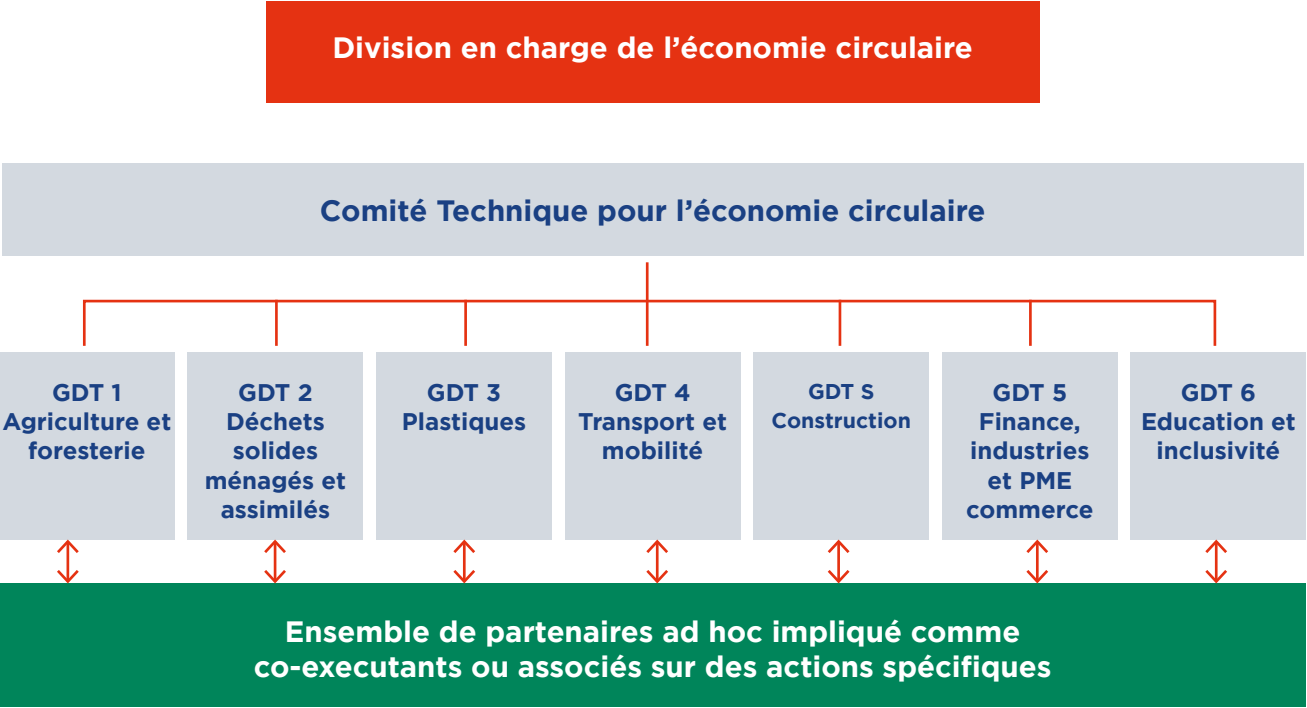 Division en charge de l’économie circulaire
Comité Technique pour l’économie circulaire
GDT 1
Agriculture et
foresterie
GDT 2
Déchets
solides
ménagés et
assimilés
GDT 3
Plastiques
GDT 4
Transport et
mobilité
GDT S
Construction
GDT 5
Finance,
industries
et PME
commerce
GDT 6
Education et
inclusivité
Ensemble de partenaires ad hoc impliqué comme
co-executants ou associés sur des actions spécifiques